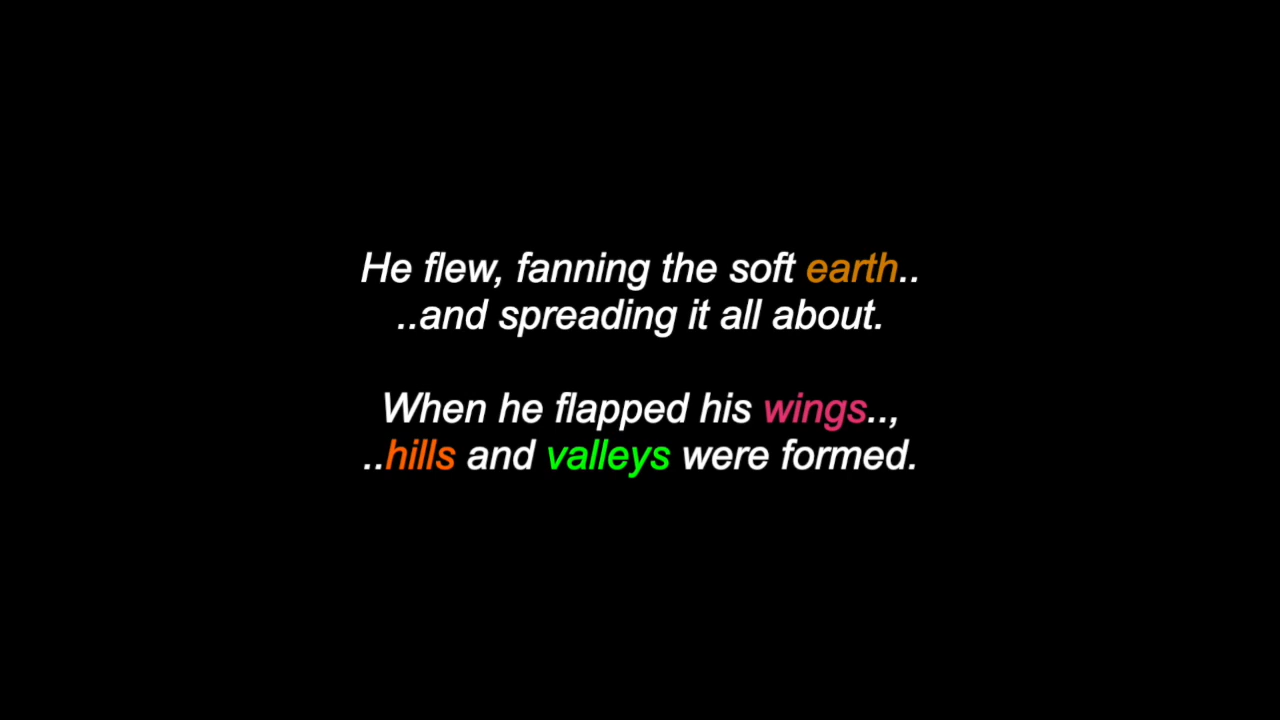 He flew, fanning the soft earth..
..and spreading it all about.
When he flapped his wings..,
..hills and valleys were formed.